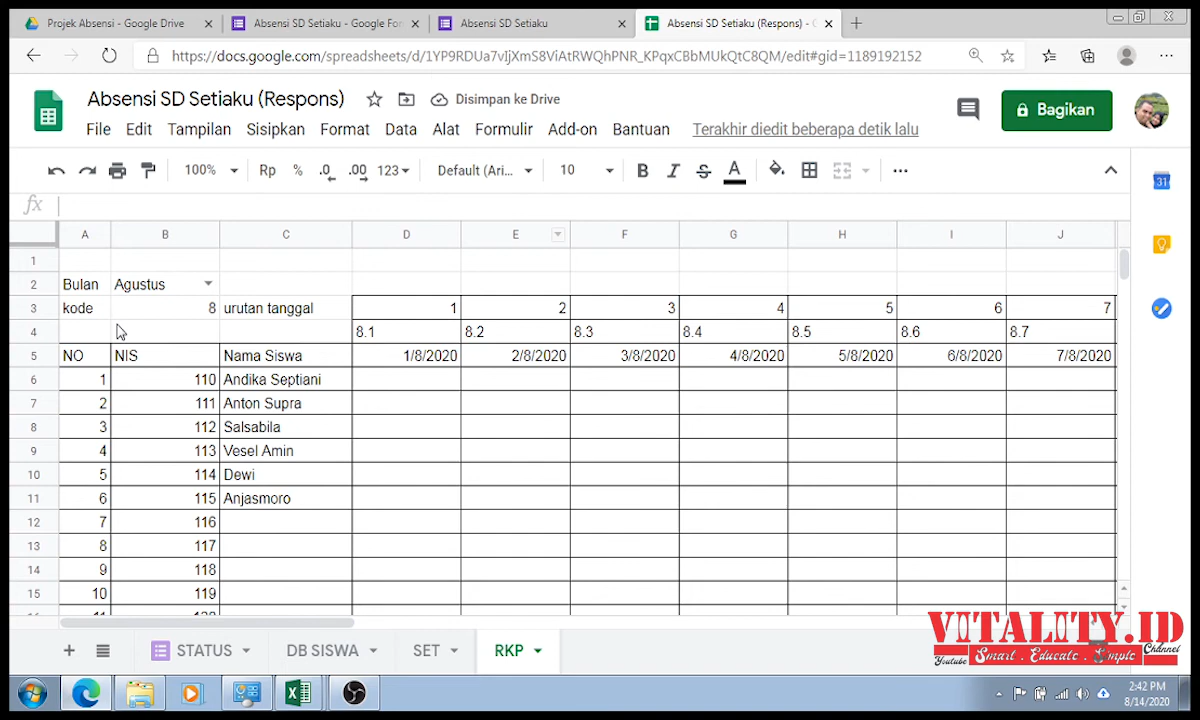 Projek Absensi - Google Drive
Absensi SD Setiaku - Google For
Absensi SD Setiaku
Absensi SD Setiaku (Respons) - G
https://docs.google.com/spreadsheets/d/1YP9RDUa7vIjXmS8ViAtRWQhPNR_KPqxCBbMUkQtC8QM/edit#gid=1189192152
Absensi SD Setiaku (Respons)
Disimpan ke Drive
Bagikan
File Edit Tampilan Sisipkan Format Data Alat Formulir Add-on Bantuan Terakhir diedit beberapa detik lalu
100% Rp % .0 .00 123 Default (Ari... 10 B I S A ...
31
fx
A B C D E F G H I J
1
2 Bulan Agustus
3 kode 8 urutan tanggal 1 2 3 4 5 6 7
4 8.1 8.2 8.3 8.4 8.5 8.6 8.7
5 NO NIS Nama Siswa 1/8/2020 2/8/2020 3/8/2020 4/8/2020 5/8/2020 6/8/2020 7/8/2020
6 1 110 Andika Septiani
7 2 111 Anton Supra
8 3 112 Salsabila
9 4 113 Vesel Amin
10 5 114 Dewi
11 6 115 Anjasmoro
12 7 116
13 8 117
14 9 118
15 10 119
STATUS DB SISWA SET RKP
VITALITY.ID
Youtube Smart . Educate . Simple Channel
2:42 PM
8/14/2020